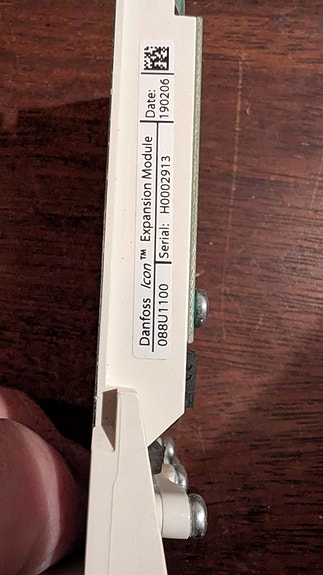 Danfoss Icon™ Expansion Module
088U1100
Serial: H0002913
Date:
190206